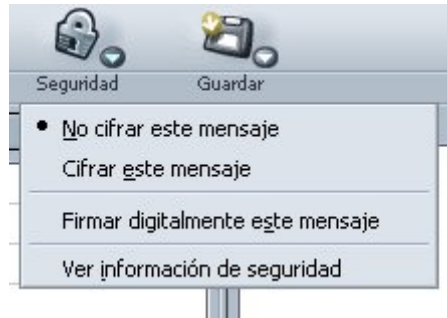 Seguridad Guardar
No cifrar este mensaje
Cifrar este mensaje
Firmar digitalmente este mensaje
Ver información de seguridad